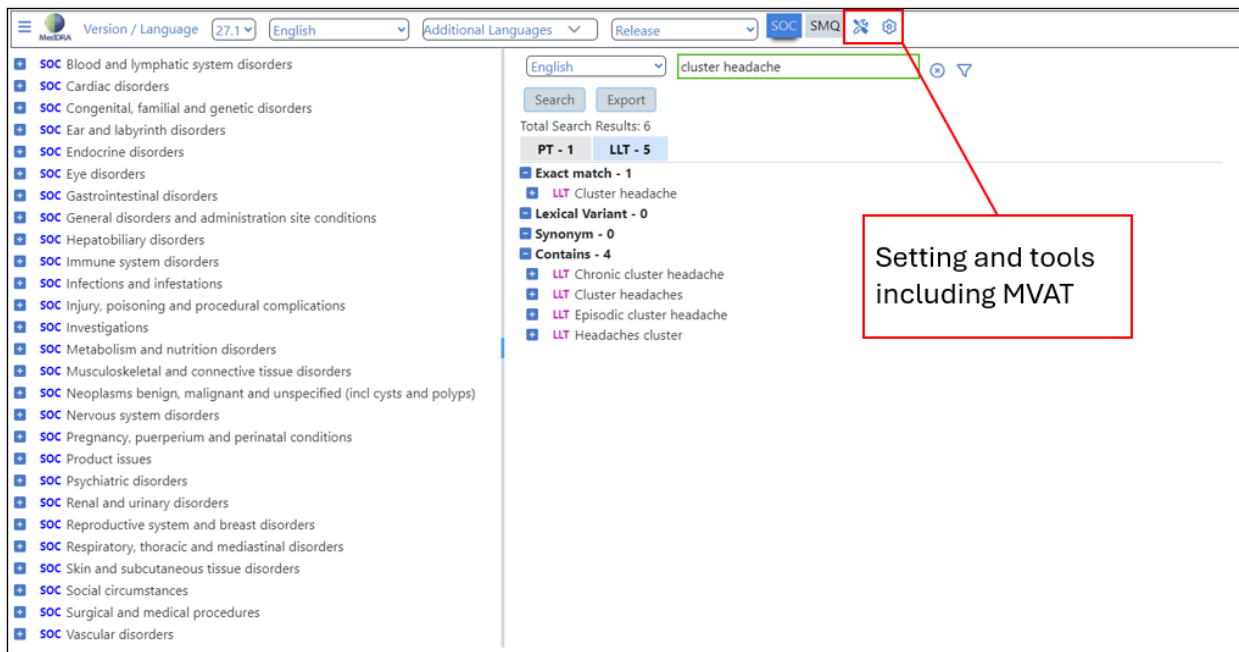 MedDRA
Version / Language 27.1 English Additional Languages Release SOC SMQ
SOC Blood and lymphatic system disorders
SOC Cardiac disorders
SOC Congenital, familial and genetic disorders
SOC Ear and labyrinth disorders
SOC Endocrine disorders
SOC Eye disorders
SOC Gastrointestinal disorders
SOC General disorders and administration site conditions
SOC Hepatobiliary disorders
SOC Immune system disorders
SOC Infections and infestations
SOC Injury, poisoning and procedural complications
SOC Investigations
SOC Metabolism and nutrition disorders
SOC Musculoskeletal and connective tissue disorders
SOC Neoplasms benign, malignant and unspecified (incl cysts and polyps)
SOC Nervous system disorders
SOC Pregnancy, puerperium and perinatal conditions
SOC Product issues
SOC Psychiatric disorders
SOC Renal and urinary disorders
SOC Reproductive system and breast disorders
SOC Respiratory, thoracic and mediastinal disorders
SOC Skin and subcutaneous tissue disorders
SOC Social circumstances
SOC Surgical and medical procedures
SOC Vascular disorders
English cluster headache
Search Export
Total Search Results: 6
PT - 1 LLT - 5
Exact match - 1
LLT Cluster headache
Lexical Variant - 0
Synonym - 0
Contains - 4
LLT Chronic cluster headache
LLT Cluster headaches
LLT Episodic cluster headache
LLT Headaches cluster
Setting and tools
including MVAT